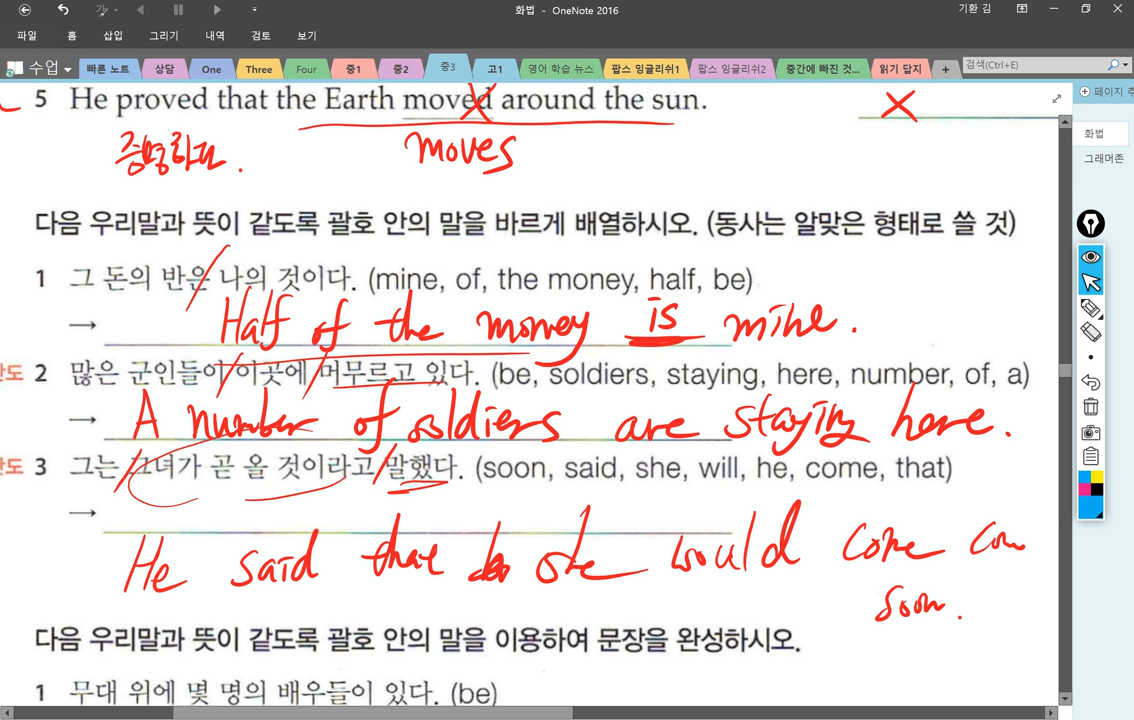 화법 - OneNote 2016
기환 김
파일 홈 삽입 그리기 내역 검토 보기
수업 빠른 노트 상담 One Three Four 중1 중2 중3 고1 영어 학습 뉴스 팝스 잉글리쉬1 팝스 잉글리쉬2 중간에 빠진 것... 읽기 답지 + 검색(Ctrl+E)
페이지 추
화법
그래머존
5 He proved that the Earth moved around the sun. X
증명하다. moves
다음 우리말과 뜻이 같도록 괄호 안의 말을 바르게 배열하시오. (동사는 알맞은 형태로 쓸 것)
1 그 돈의 반은 나의 것이다. (mine, of, the money, half, be)
→ Half of the money is mine.
난도 2 많은 군인들이 이곳에 머무르고 있다. (be, soldiers, staying, here, number, of, a)
→ A number of soldiers are staying here.
난도 3 그는 그녀가 곧 올 것이라고 말했다. (soon, said, she, will, he, come, that)
→
He said that she would come com
soon.
다음 우리말과 뜻이 같도록 괄호 안의 말을 이용하여 문장을 완성하시오.
1 무대 위에 몇 명의 배우들이 있다. (be)